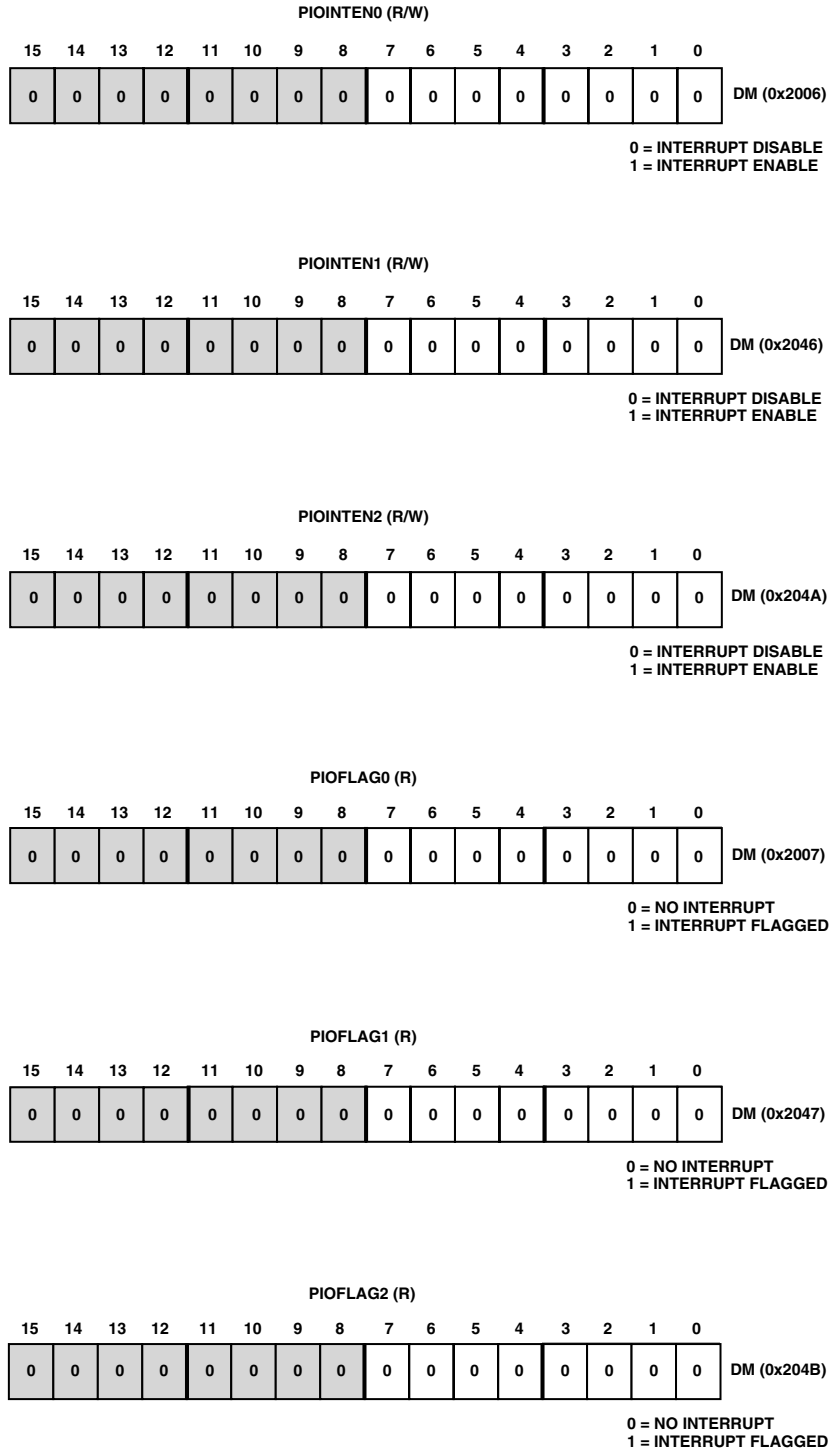 PIOINTEN0 (R/W)
15 14 13 12 11 10 9 8 7 6 5 4 3 2 1 0
0 0 0 0 0 0 0 0 0 0 0 0 0 0 0 0 DM (0x2006)
0 = INTERRUPT DISABLE
1 = INTERRUPT ENABLE
PIOINTEN1 (R/W)
15 14 13 12 11 10 9 8 7 6 5 4 3 2 1 0
0 0 0 0 0 0 0 0 0 0 0 0 0 0 0 0 DM (0x2046)
0 = INTERRUPT DISABLE
1 = INTERRUPT ENABLE
PIOINTEN2 (R/W)
15 14 13 12 11 10 9 8 7 6 5 4 3 2 1 0
0 0 0 0 0 0 0 0 0 0 0 0 0 0 0 0 DM (0x204A)
0 = INTERRUPT DISABLE
1 = INTERRUPT ENABLE
PIOFLAG0 (R)
15 14 13 12 11 10 9 8 7 6 5 4 3 2 1 0
0 0 0 0 0 0 0 0 0 0 0 0 0 0 0 0 DM (0x2007)
0 = NO INTERRUPT
1 = INTERRUPT FLAGGED
PIOFLAG1 (R)
15 14 13 12 11 10 9 8 7 6 5 4 3 2 1 0
0 0 0 0 0 0 0 0 0 0 0 0 0 0 0 0 DM (0x2047)
0 = NO INTERRUPT
1 = INTERRUPT FLAGGED
PIOFLAG2 (R)
15 14 13 12 11 10 9 8 7 6 5 4 3 2 1 0
0 0 0 0 0 0 0 0 0 0 0 0 0 0 0 0 DM (0x204B)
0 = NO INTERRUPT
1 = INTERRUPT FLAGGED